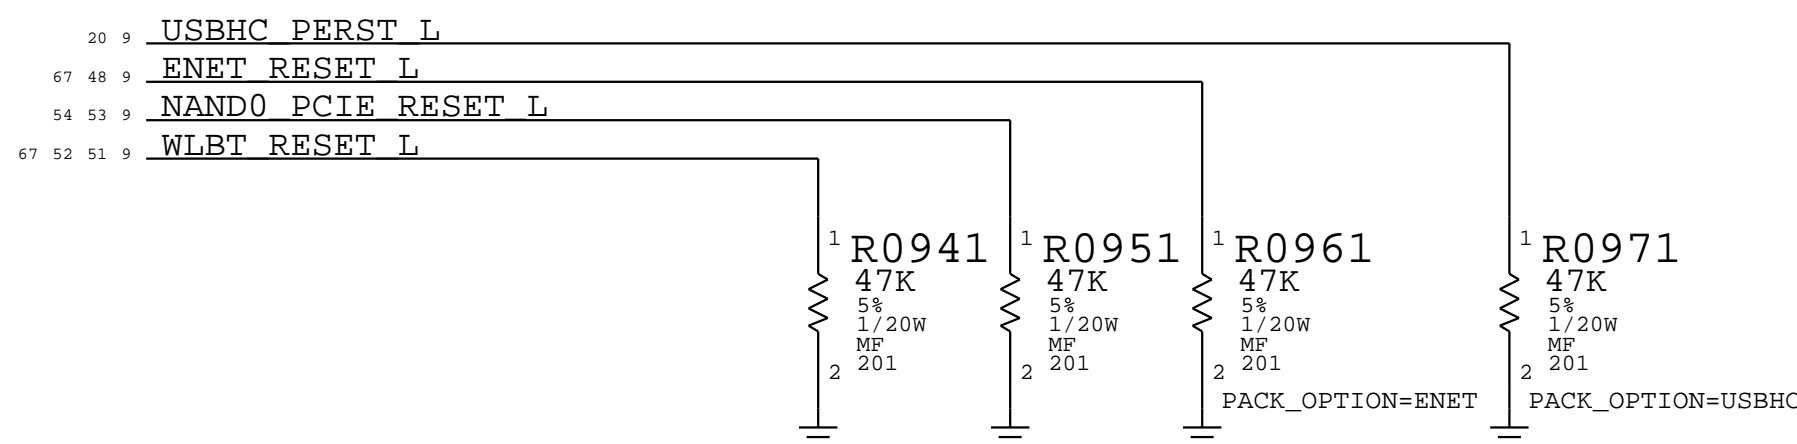 20 9 USBHC_PERST_L
67 48 9 ENET_RESET_L
54 53 9 NAND0_PCIE_RESET_L
67 52 51 9 WLBT_RESET_L
1 R0941 1 R0951 1 R0961 1 R0971
47K 47K 47K 47K
5% 5% 5% 5%
1/20W 1/20W 1/20W 1/20W
MF MF MF MF
201 201 201 201
2 2 2 2
PACK_OPTION=ENET PACK_OPTION=USBHC